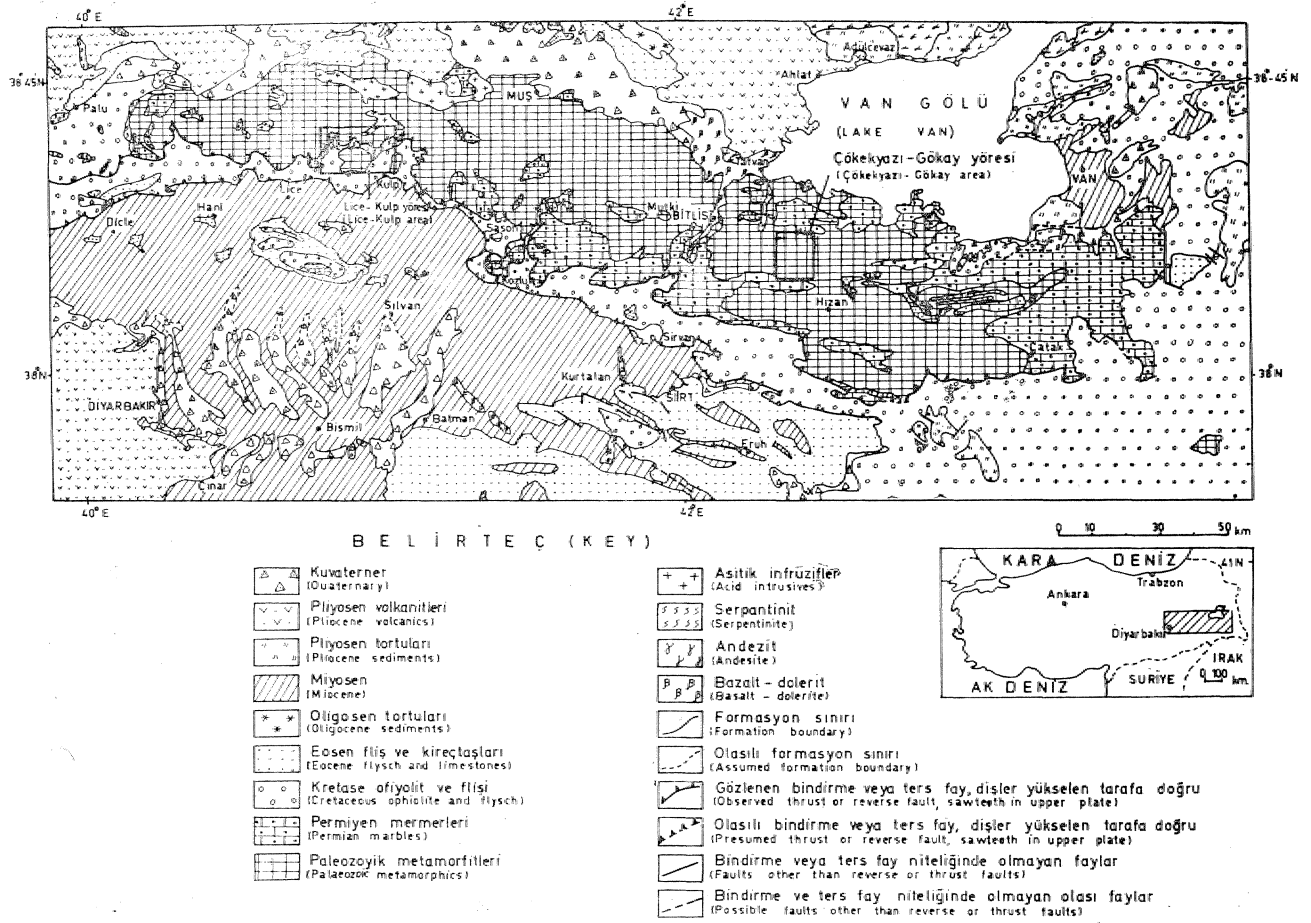 40°E
42°E
38°45N
38°-45N
Adilcevaz
Ahlat
Palu
MUŞ
VAN GÖLÜ
(LAKE VAN)
Çökekyazı-Gökay yöresi
(Çökekyazı-Gökay area)
Tatvan
VAN
Lice
Kulp
Lice-Kulp yöresi
(Lice-Kulp area)
Hani
Dicle
Mutki
BİTLİS
Sason
Kozluk
Hizan
Silvan
Şirvan
Çatak
38N
38N
Kurtalan
SİİRT
DİYARBAKIR
Bismil
Batman
Eruh
Çınar
40°E
42°E
BELİRTEÇ (KEY)
0 10 30 50 km
Kuvaterner
(Quaternary)
Pliyosen volkanitleri
(Pliocene volcanics)
Pliyosen tortuları
(Pliocene sediments)
Miyosen
(Miocene)
Oligosen tortuları
(Oligocene sediments)
Eosen fliş ve kireçtaşları
(Eocene flysch and limestones)
Kretase ofiyolit ve flişi
(Cretaceous ophiolite and flysch)
Permiyen mermerleri
(Permian marbles)
Paleozoyik metamorfitleri
(Palaeozoic metamorphics)
Asitik intrüzifler
(Acid intrusives)
Serpantinit
(Serpentinite)
Andezit
(Andesite)
Bazalt-dolerit
(Basalt - dolerite)
Formasyon sınırı
(Formation boundary)
Olasılı formasyon sınırı
(Assumed formation boundary)
Gözlenen bindirme veya ters fay, dişler yükselen tarafa doğru
(Observed thrust or reverse fault, sawteeth in upper plate)
Olasılı bindirme veya ters fay, dişler yükselen tarafa doğru
(Presumed thrust or reverse fault, sawteeth in upper plate)
Bindirme veya ters fay niteliğinde olmayan faylar
(Faults other than reverse or thrust faults)
Bindirme ve ters fay niteliğinde olmayan olası faylar
(Possible faults other than reverse or thrust faults)
KARA DENİZ
41N
Trabzon
Ankara
Diyarbakır
IRAK
SURİYE
0 100 km.
AK DENİZ